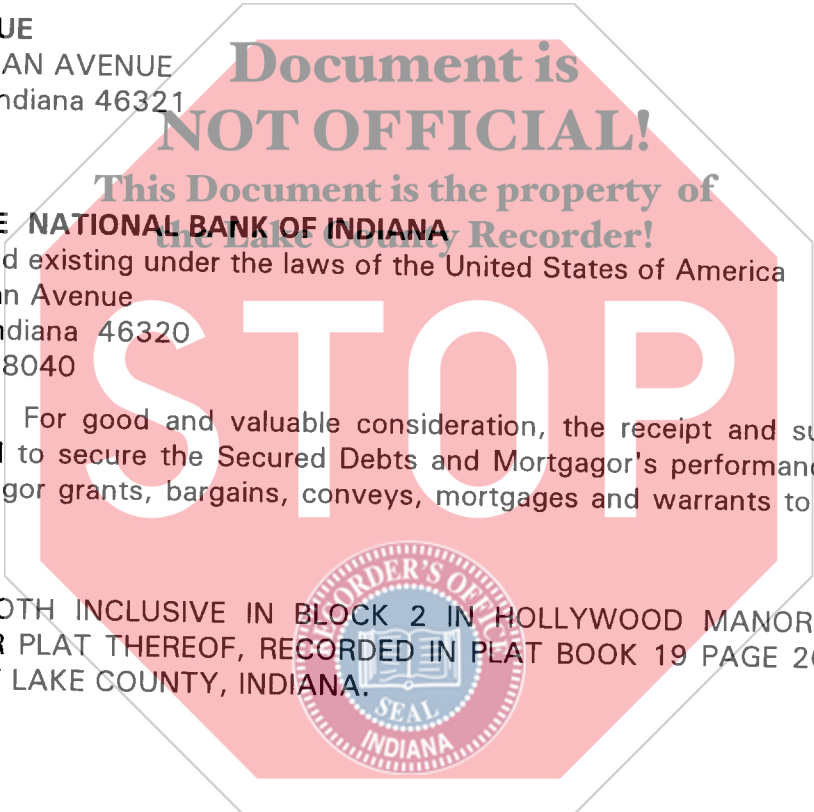 UE
AN AVENUE
ndiana 46321
Document is
NOT OFFICIAL!
This Document is the property of
the Lake County Recorder!
E NATIONAL BANK OF INDIANA
d existing under the laws of the United States of America
n Avenue
ndiana 46320
8040
STOP
For good and valuable consideration, the receipt and su
to secure the Secured Debts and Mortgagor's performanc
gor grants, bargains, conveys, mortgages and warrants to
OTH INCLUSIVE IN BLOCK 2 IN HOLLYWOOD MANOR
R PLAT THEREOF, RECORDED IN PLAT BOOK 19 PAGE 26
LAKE COUNTY, INDIANA.
RECORDER'S OFFICE
SEAL
INDIANA